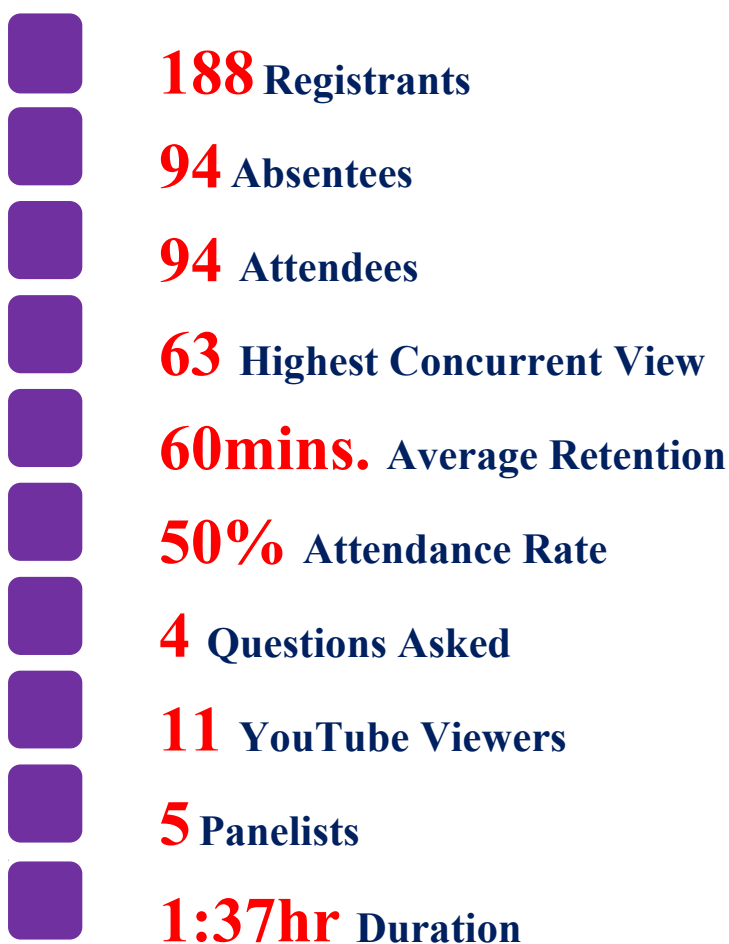 188 Registrants
94 Absentees
94 Attendees
63 Highest Concurrent View
60mins. Average Retention
50% Attendance Rate
4 Questions Asked
11 YouTube Viewers
5 Panelists
1:37hr Duration